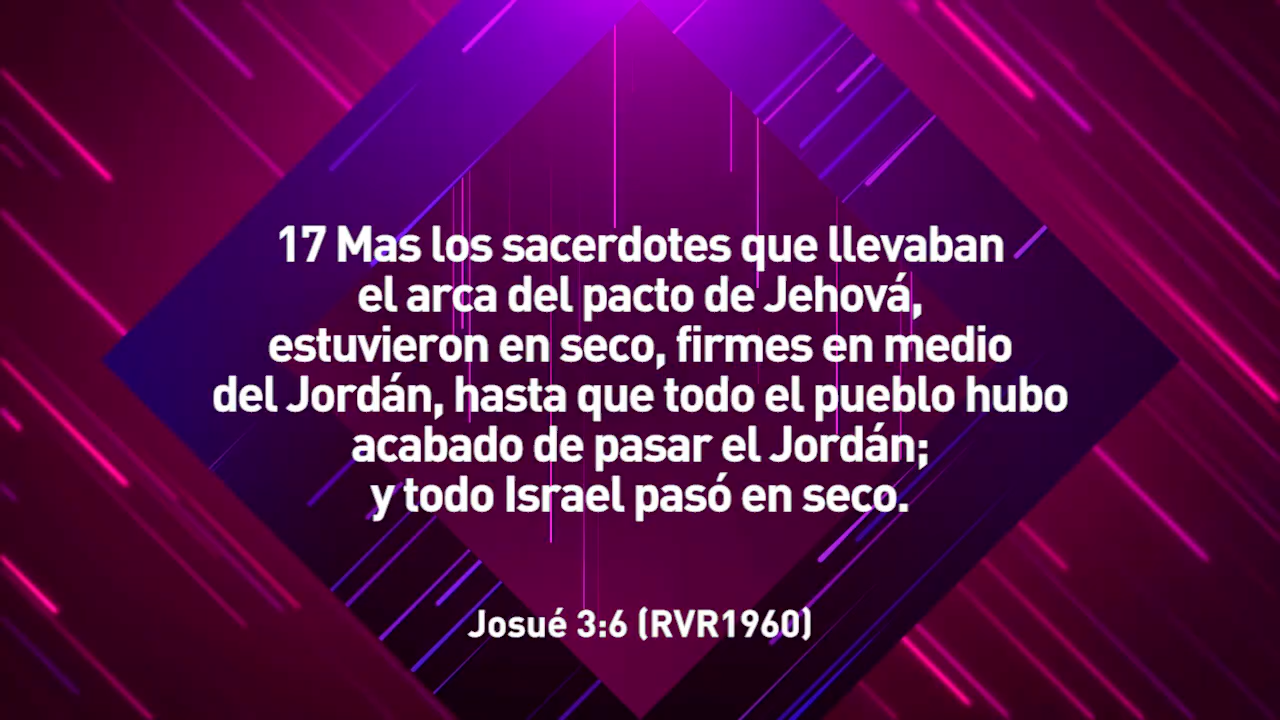 17 Mas los sacerdotes que llevaban
el arca del pacto de Jehová,
estuvieron en seco, firmes en medio
del Jordán, hasta que todo el pueblo hubo
acabado de pasar el Jordán;
y todo Israel pasó en seco.
Josué 3:6 (RVR1960)